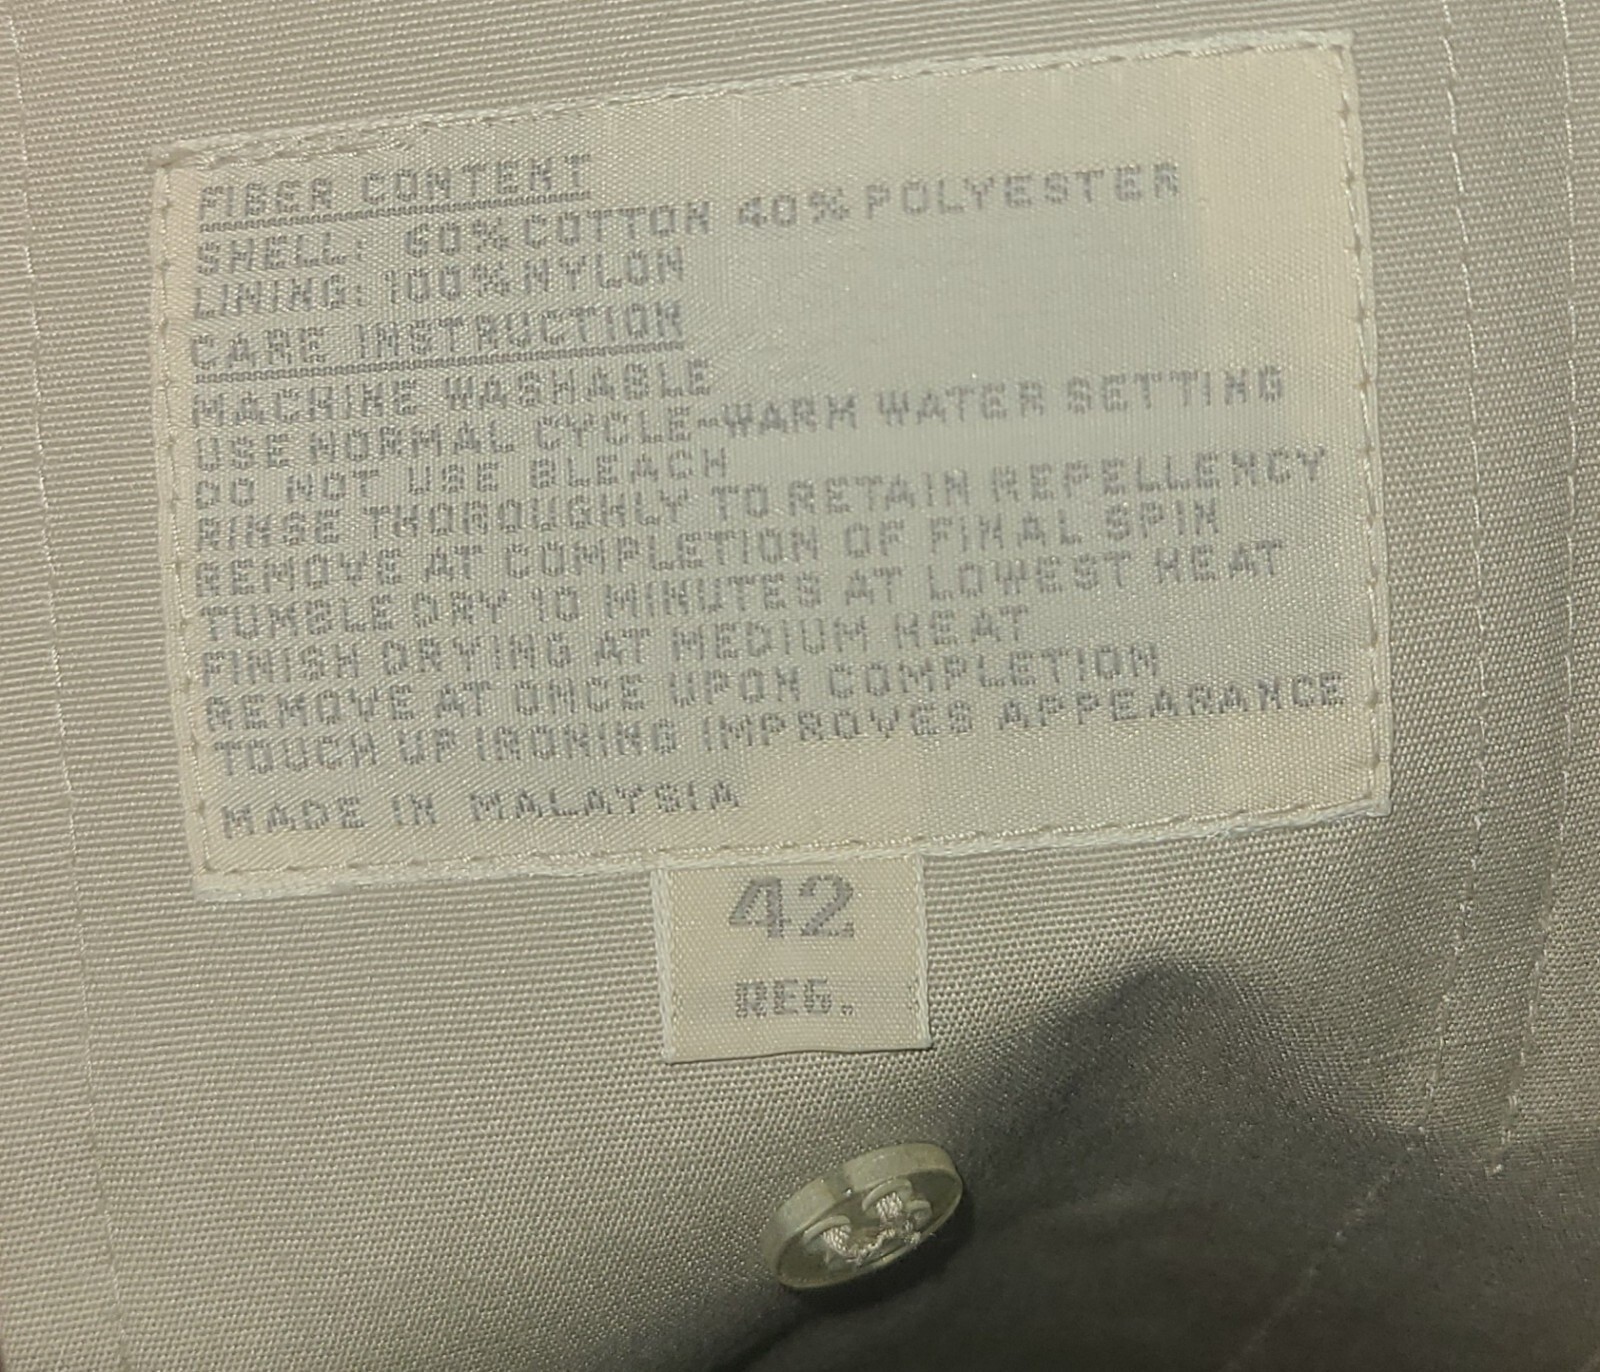 FIBER CONTENT
SHELL: 60% COTTON 40% POLYESTER
LINING: 100% NYLON
CARE INSTRUCTION
MACHINE WASHABLE
USE NORMAL CYCLE-WARM WATER SETTING
DO NOT USE BLEACH
RINSE THOROUGHLY TO RETAIN REPELLENCY
REMOVE AT COMPLETION OF FINAL SPIN
TUMBLE DRY 10 MINUTES AT LOWEST HEAT
FINISH DRYING AT MEDIUM HEAT
REMOVE AT ONCE UPON COMPLETION
TOUCH UP IRONING IMPROVES APPEARANCE
MADE IN MALAYSIA
42
REG.